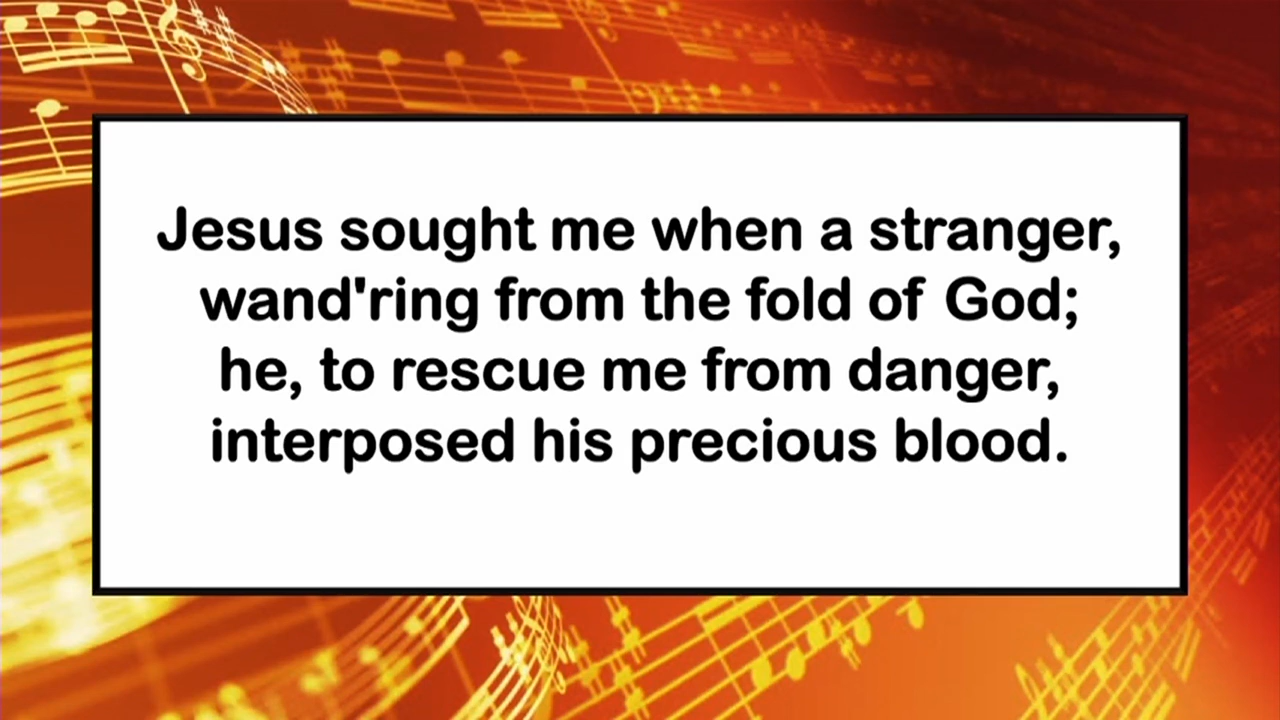 Jesus sought me when a stranger,
wand'ring from the fold of God;
he, to rescue me from danger,
interposed his precious blood.